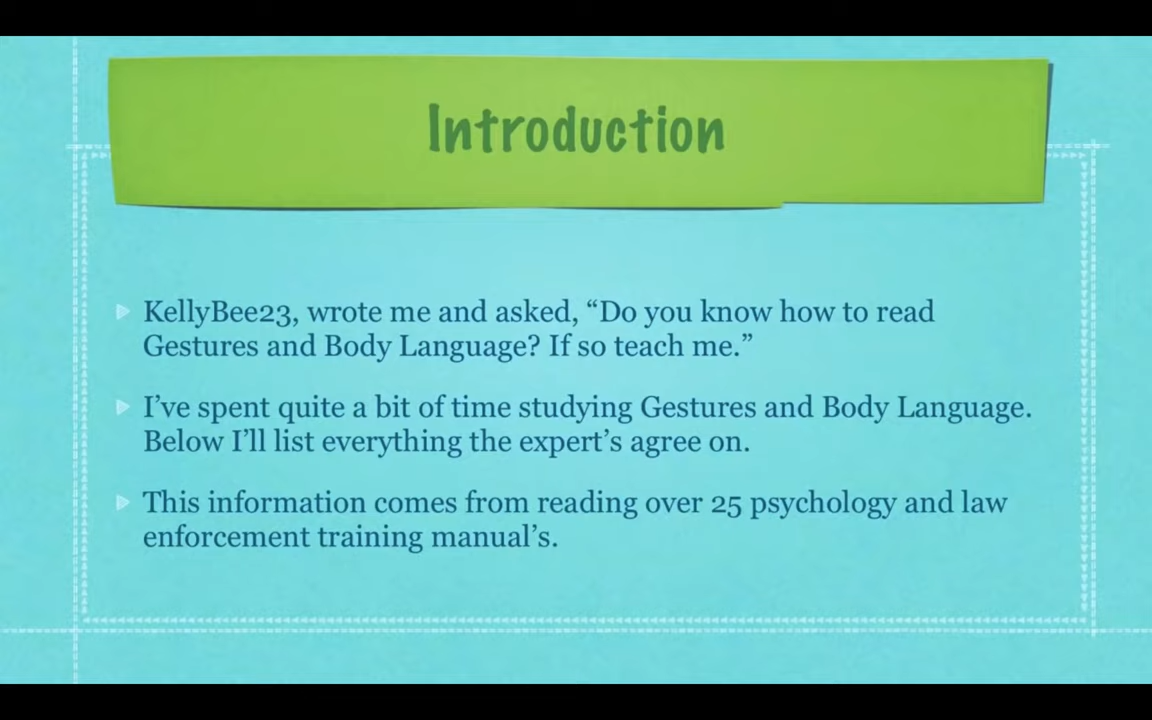 Introduction
KellyBee23, wrote me and asked, “Do you know how to read
Gestures and Body Language? If so teach me.”
I’ve spent quite a bit of time studying Gestures and Body Language.
Below I’ll list everything the expert’s agree on.
This information comes from reading over 25 psychology and law
enforcement training manual’s.